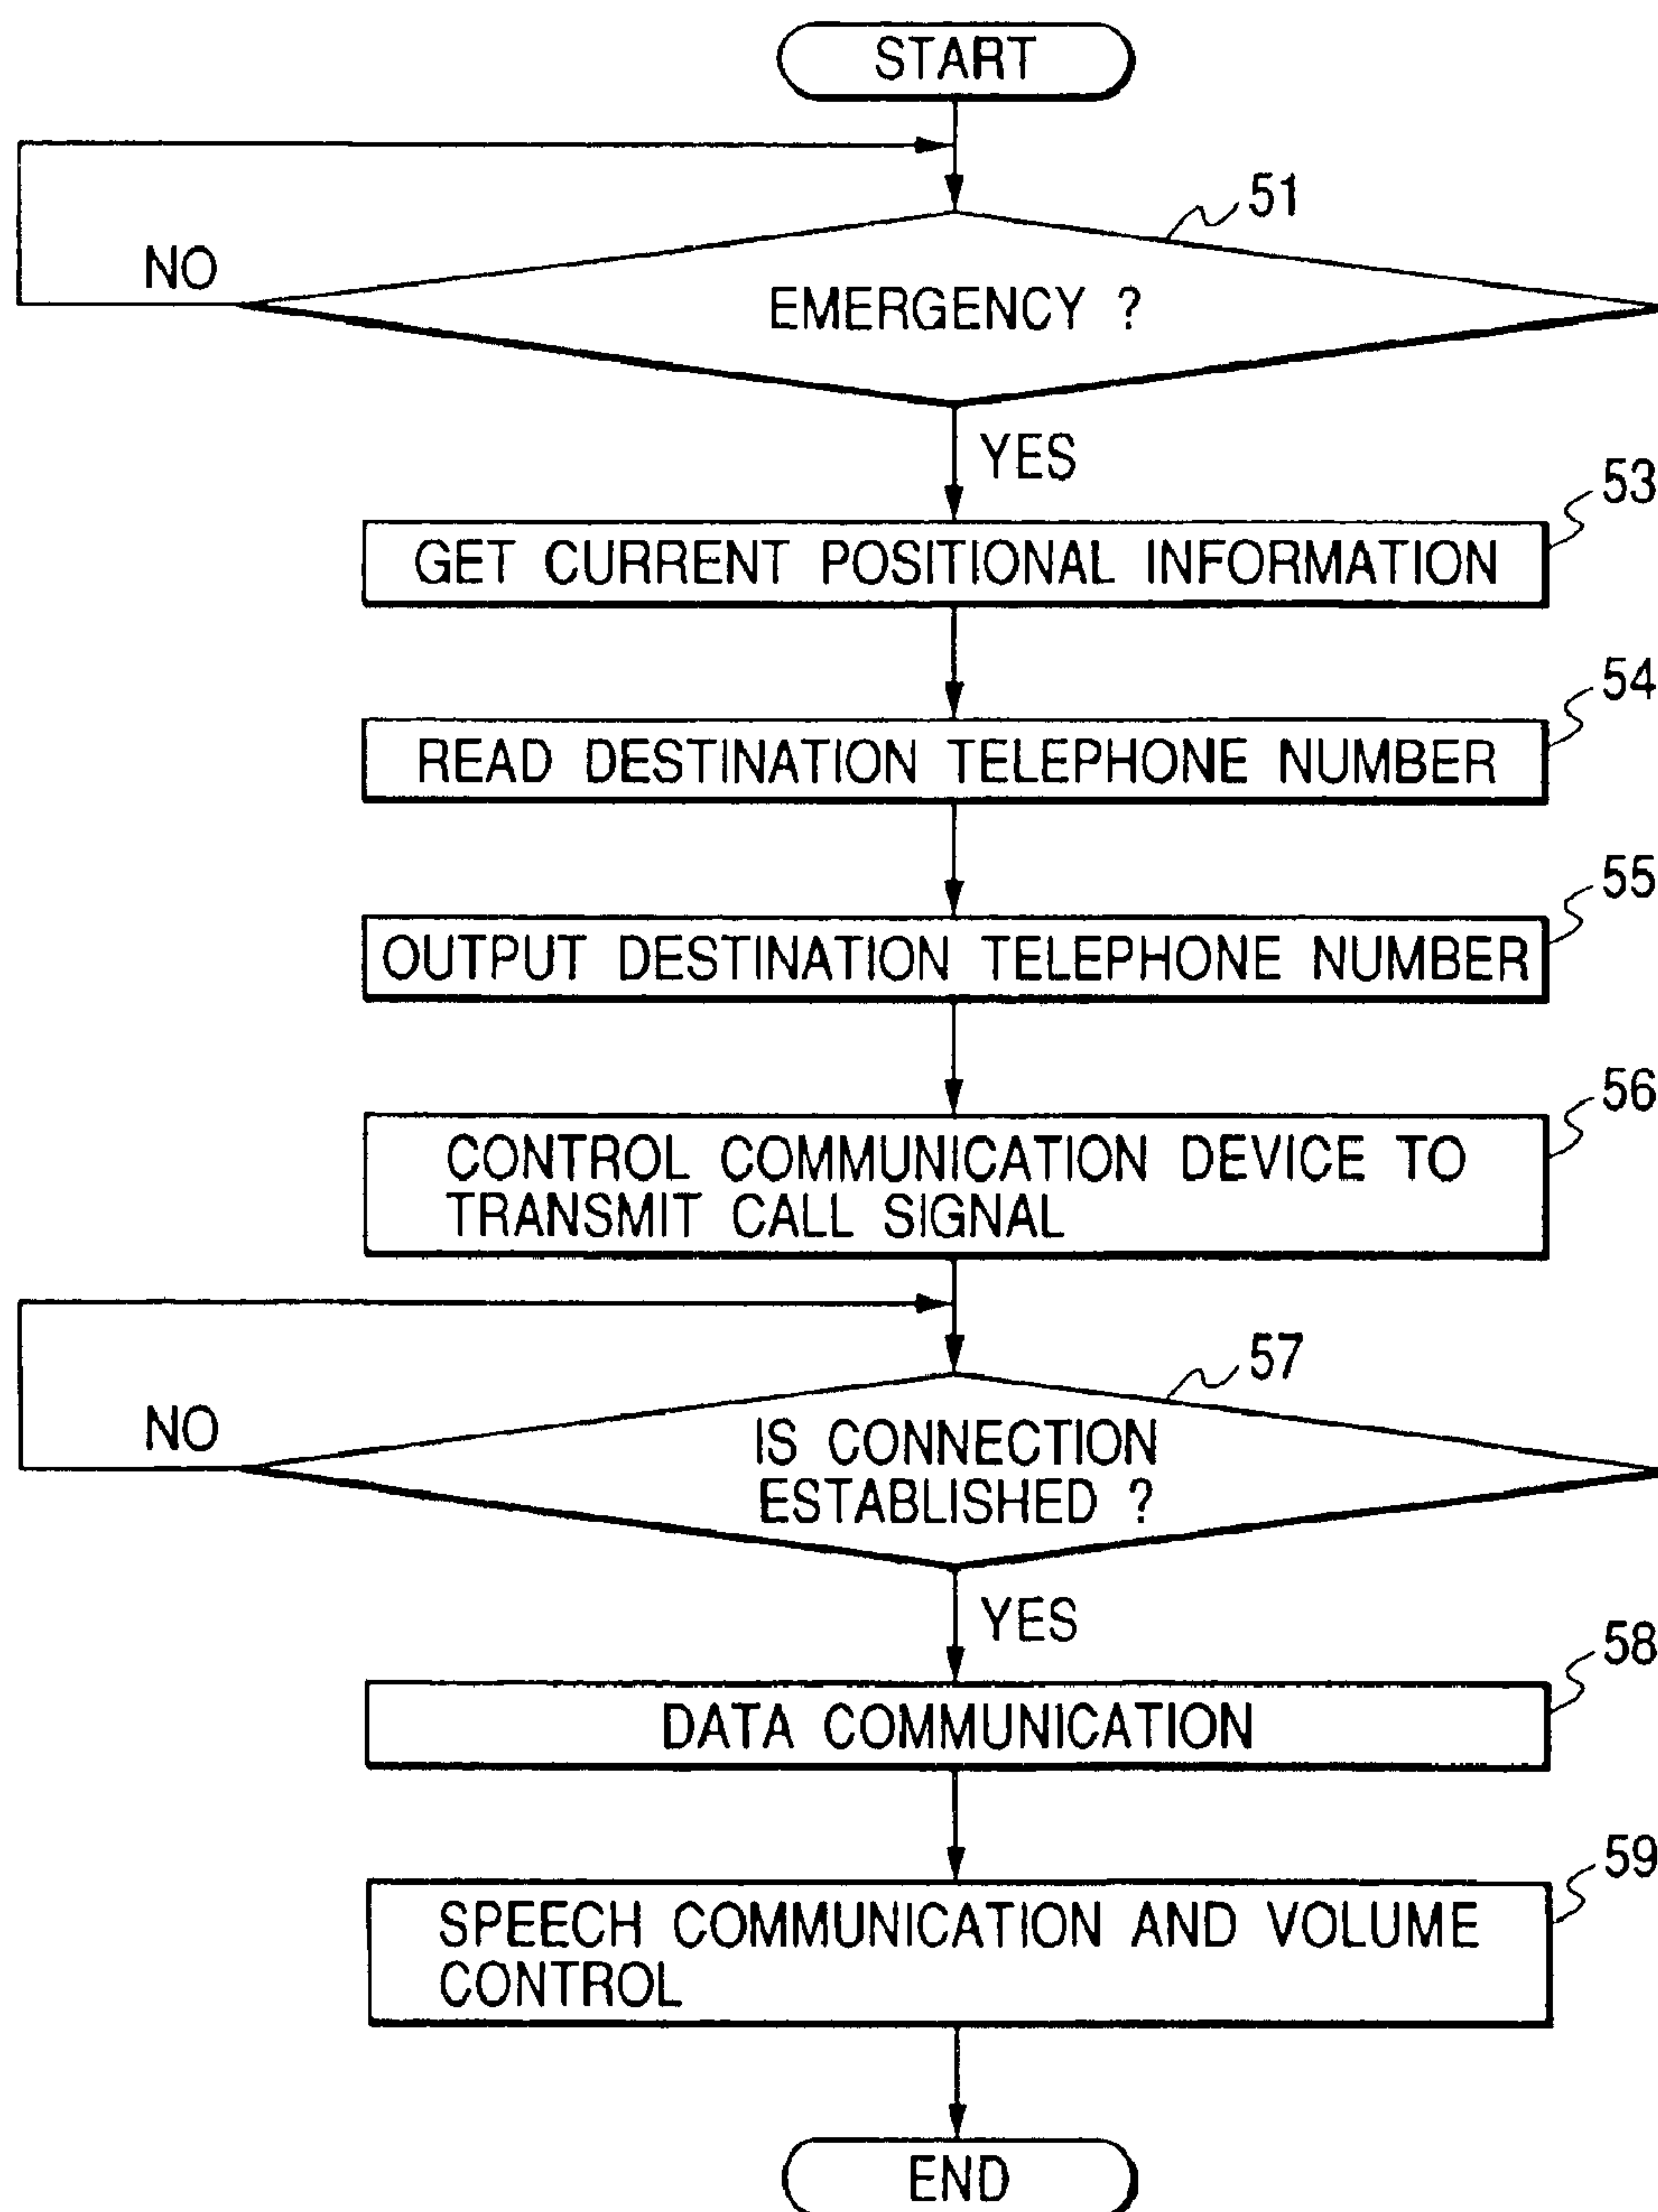 START
51
NO
EMERGENCY ?
YES
53
GET CURRENT POSITIONAL INFORMATION
54
READ DESTINATION TELEPHONE NUMBER
55
OUTPUT DESTINATION TELEPHONE NUMBER
56
CONTROL COMMUNICATION DEVICE TO
TRANSMIT CALL SIGNAL
57
NO
IS CONNECTION
ESTABLISHED ?
YES
58
DATA COMMUNICATION
59
SPEECH COMMUNICATION AND VOLUME
CONTROL
END